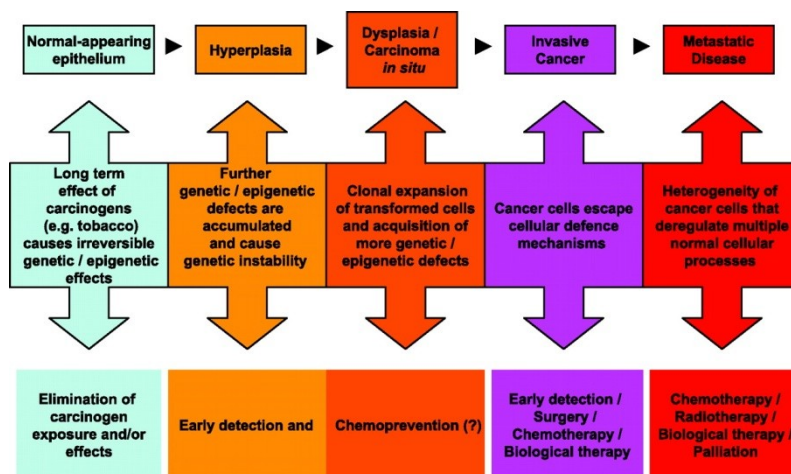 Normal-appearing
epithelium
Hyperplasia
Dysplasia /
Carcinoma
in situ
Invasive
Cancer
Metastatic
Disease
Long term
effect of
carcinogens
(e.g. tobacco)
causes irreversible
genetic / epigenetic
effects
Further
genetic / epigenetic
defects are
accumulated
and cause
genetic instability
Clonal expansion
of transformed cells
and acquisition of
more genetic /
epigenetic defects
Cancer cells escape
cellular defence
mechanisms
Heterogeneity of
cancer cells that
deregulate multiple
normal cellular
processes
Elimination of
carcinogen
exposure and/or
effects
Early detection and
Chemoprevention (?)
Early detection /
Surgery /
Chemotherapy /
Biological therapy
Chemotherapy /
Radiotherapy /
Biological therapy /
Palliation